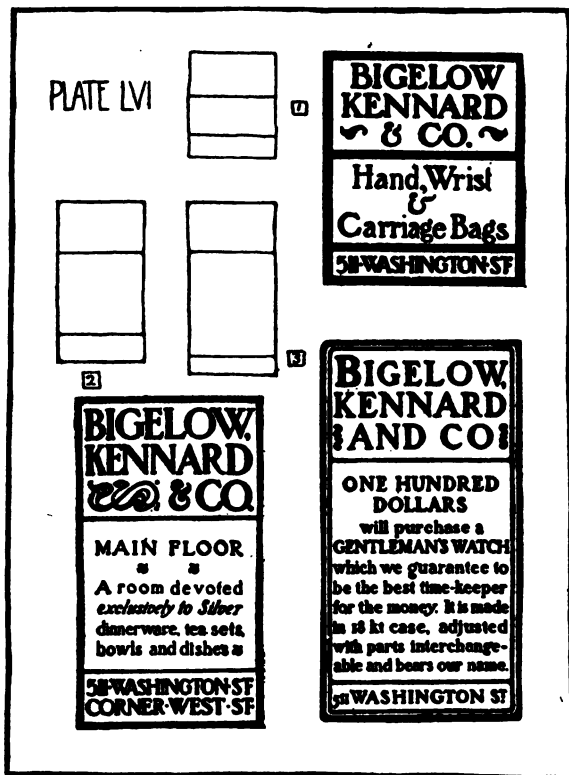 PLATE LVI
1
BIGELOW
KENNARD
& CO.
Hand, Wrist
&
Carriage Bags
511·WASHINGTON·ST
2
3
BIGELOW,
KENNARD
& CO.
MAIN FLOOR
A room devoted
exclusively to Silver
dinnerware, tea sets,
bowls and dishes
511·WASHINGTON·ST
CORNER·WEST·ST
BIGELOW,
KENNARD
AND CO
ONE HUNDRED
DOLLARS
will purchase a
GENTLEMAN'S WATCH
which we guarantee to
be the best time-keeper
for the money. It is made
in 18 kt case, adjusted
with parts interchange-
able and bears our name.
511 WASHINGTON ST